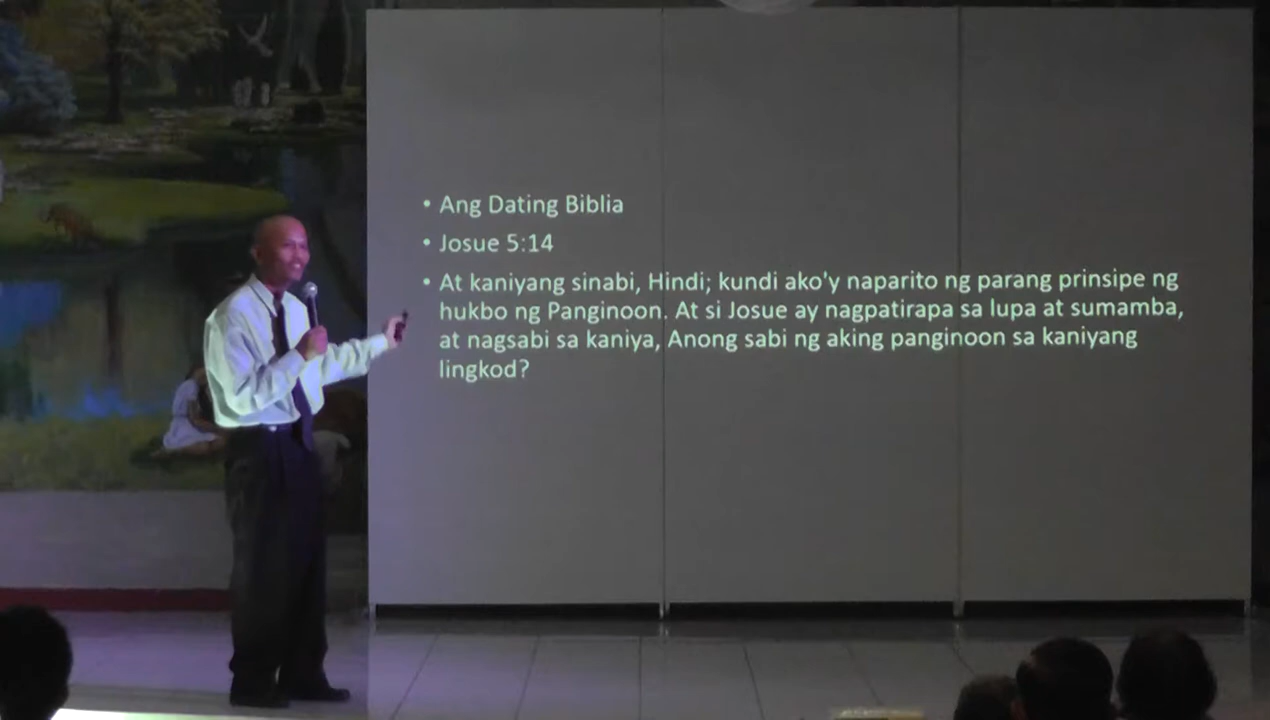 • Ang Dating Biblia
• Josue 5:14
• At kaniyang sinabi, Hindi; kundi ako'y naparito ng parang prinsipe ng
hukbo ng Panginoon. At si Josue ay nagpatirapa sa lupa at sumamba,
at nagsabi sa kaniya, Anong sabi ng aking panginoon sa kaniyang
lingkod?